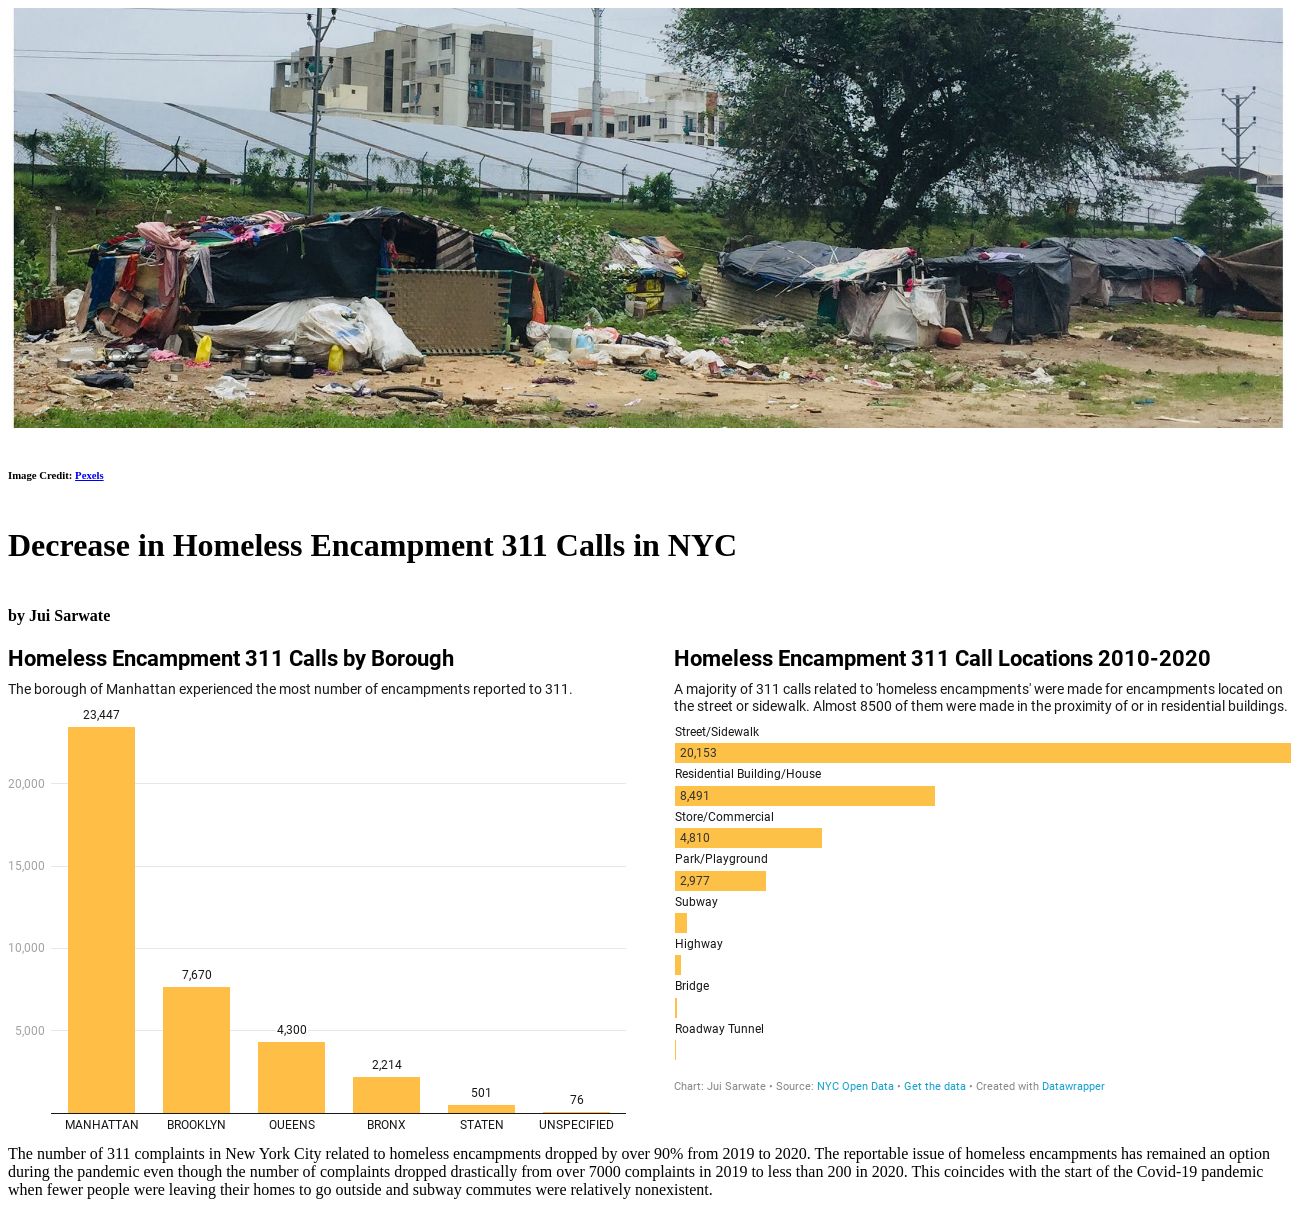 Image Credit: Pexels
Decrease in Homeless Encampment 311 Calls in NYC
by Jui Sarwate
Homeless Encampment 311 Calls by Borough
The borough of Manhattan experienced the most number of encampments reported to 311.
23,447
20,000
15,000
10,000
7,670
5,000
4,300
2,214
501
76
MANHATTAN
BROOKLYN
QUEENS
BRONX
STATEN
UNSPECIFIED
Homeless Encampment 311 Call Locations 2010-2020
A majority of 311 calls related to 'homeless encampments' were made for encampments located on
the street or sidewalk. Almost 8500 of them were made in the proximity of or in residential buildings.
Street/Sidewalk
20,153
Residential Building/House
8,491
Store/Commercial
4,810
Park/Playground
2,977
Subway
Highway
Bridge
Roadway Tunnel
Chart: Jui Sarwate • Source: NYC Open Data • Get the data • Created with Datawrapper
The number of 311 complaints in New York City related to homeless encampments dropped by over 90% from 2019 to 2020. The reportable issue of homeless encampments has remained an option
during the pandemic even though the number of complaints dropped drastically from over 7000 complaints in 2019 to less than 200 in 2020. This coincides with the start of the Covid-19 pandemic
when fewer people were leaving their homes to go outside and subway commutes were relatively nonexistent.